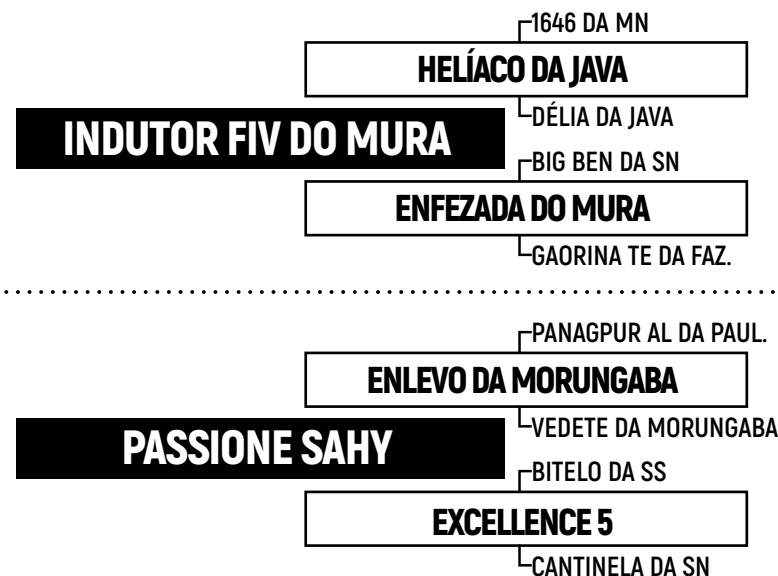 1646 DA MN
HELÍACO DA JAVA
DÉLIA DA JAVA
INDUTOR FIV DO MURA
BIG BEN DA SN
ENFEZADA DO MURA
GAORINA TE DA FAZ.
PANAGPUR AL DA PAUL.
ENLEVO DA MORUNGABA
VEDETE DA MORUNGABA
PASSIONE SAHY
BITELO DA SS
EXCELLENCE 5
CANTINELA DA SN